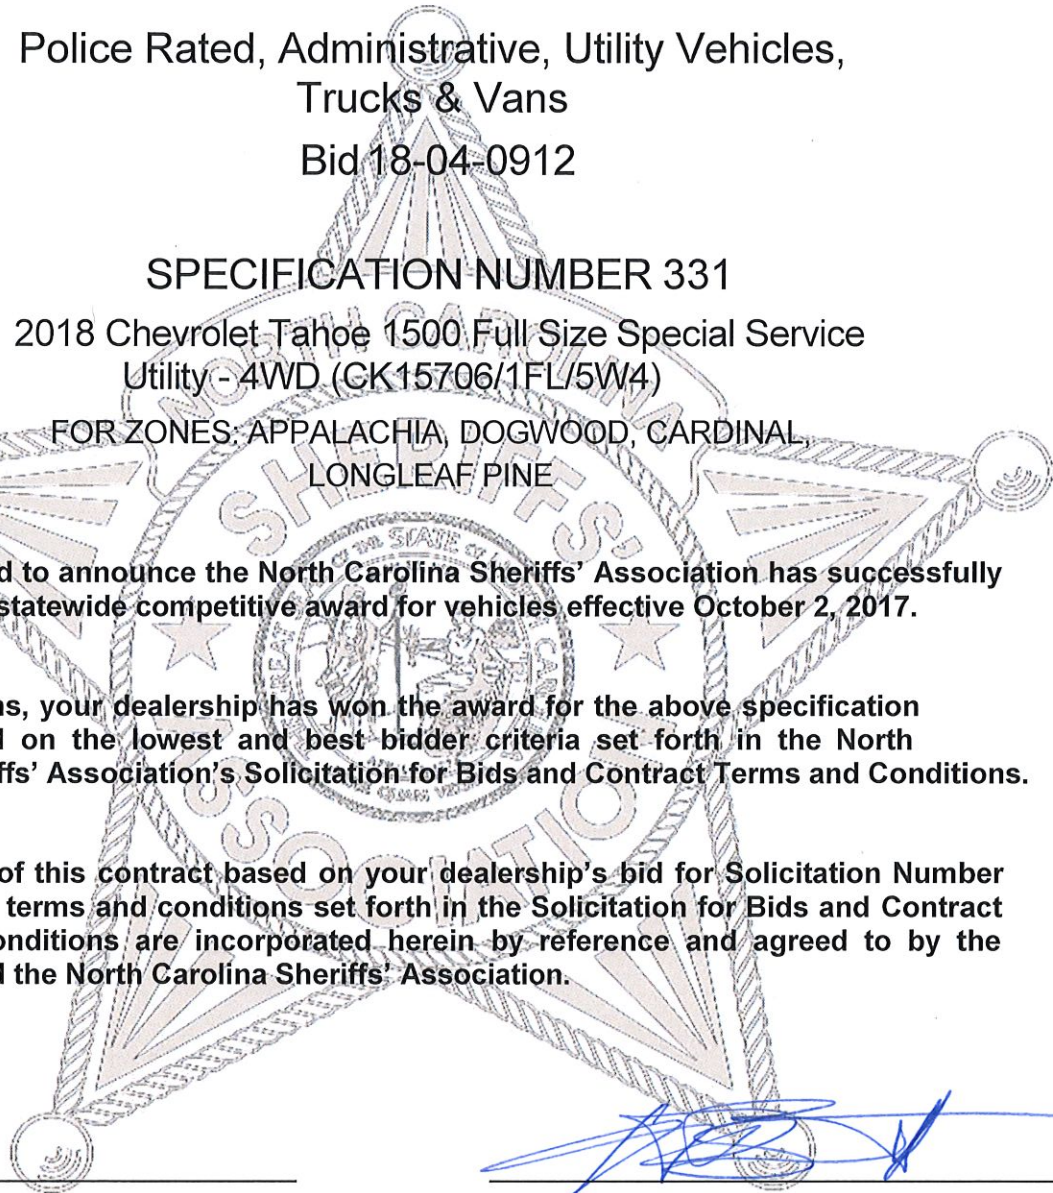 Police Rated, Administrative, Utility Vehicles,
Trucks & Vans
Bid 18-04-0912
SPECIFICATION NUMBER 331
2018 Chevrolet Tahoe 1500 Full Size Special Service
Utility - 4WD (CK15706/1FL/5W4)
NORTH CAROLINA
FOR ZONES: APPALACHIA, DOGWOOD, CARDINAL,
LONGLEAF PINE
SHERIFFS'
to announce the North Carolina Sheriffs' Association has successfully
statewide competitive award for vehicles effective October 2, 2017.
your dealership has won the award for the above specification
on the lowest and best bidder criteria set forth in the North
Association's Solicitation for Bids and Contract Terms and Conditions.
ASSOCIATION
of this contract based on your dealership's bid for Solicitation Number
terms and conditions set forth in the Solicitation for Bids and Contract
onditions are incorporated herein by reference and agreed to by the
the North Carolina Sheriffs' Association.